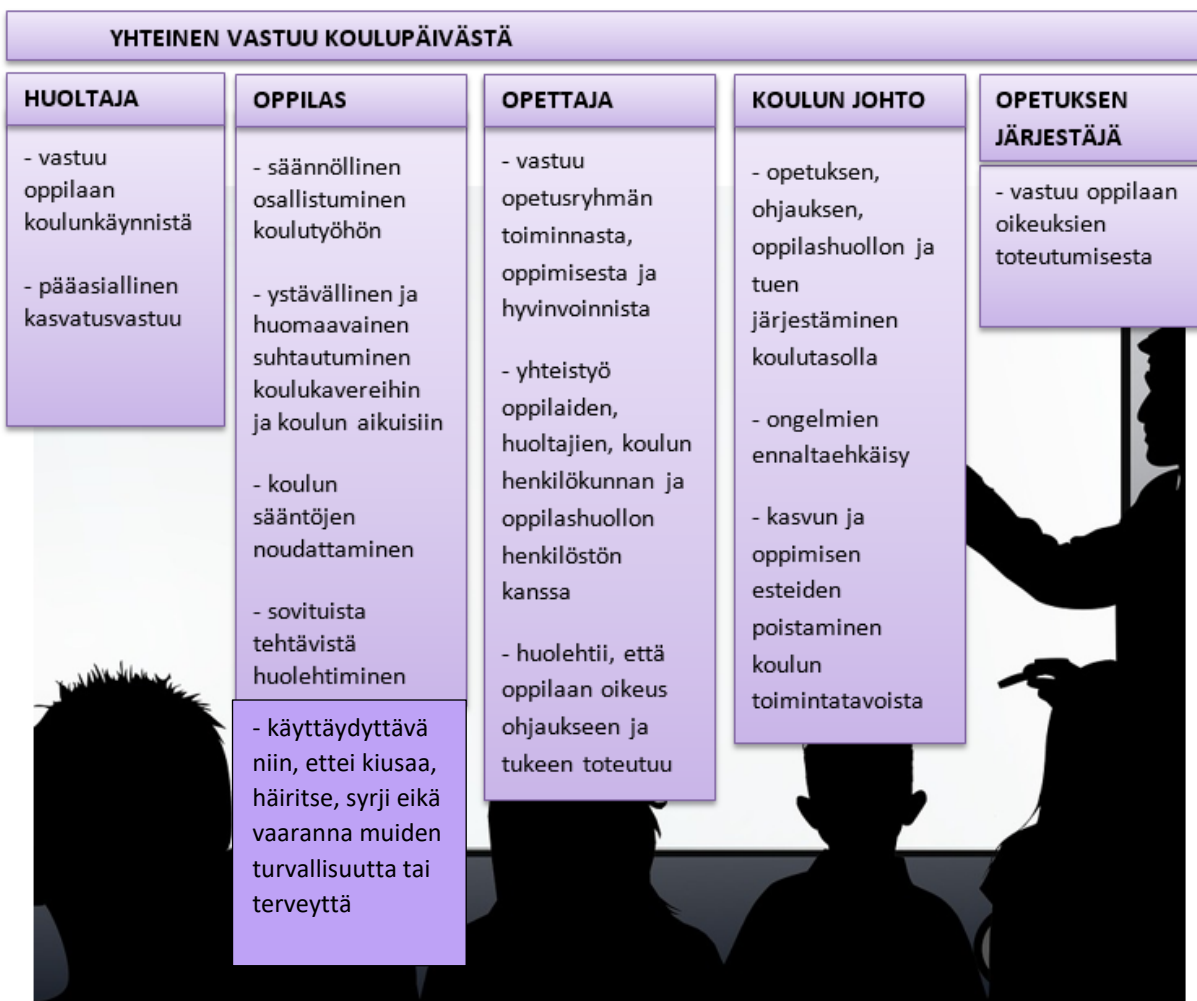 YHTEINEN VASTUU KOULUPÄIVÄSTÄ
HUOLTAJA
- vastuu
oppilaan
koulunkäynnistä
- pääasiallinen
kasvatusvastuu
OPPILAS
- säännöllinen
osallistuminen
koulutyöhön
- ystävällinen ja
huomaavainen
suhtautuminen
koulukavereihin
ja koulun aikuisiin
- koulun
sääntöjen
noudattaminen
- sovituista
tehtävistä
huolehtiminen
- käyttäydyttävä
niin, ettei kiusaa,
häiritse, syrji eikä
vaaranna muiden
turvallisuutta tai
terveyttä
OPETTAJA
- vastuu
opetusryhmän
toiminnasta,
oppimisesta ja
hyvinvoinnista
- yhteistyö
oppilaiden,
huoltajien, koulun
henkilökunnan ja
oppilashuollon
henkilöstön
kanssa
- huolehtii, että
oppilaan oikeus
ohjaukseen ja
tukeen toteutuu
KOULUN JOHTO
- opetuksen,
ohjauksen,
oppilashuollon ja
tuen
järjestäminen
koulutasolla
- ongelmien
ennaltaehkäisy
- kasvun ja
oppimisen
esteiden
poistaminen
koulun
toimintatavoista
OPETUKSEN
JÄRJESTÄJÄ
- vastuu oppilaan
oikeuksien
toteutumisesta